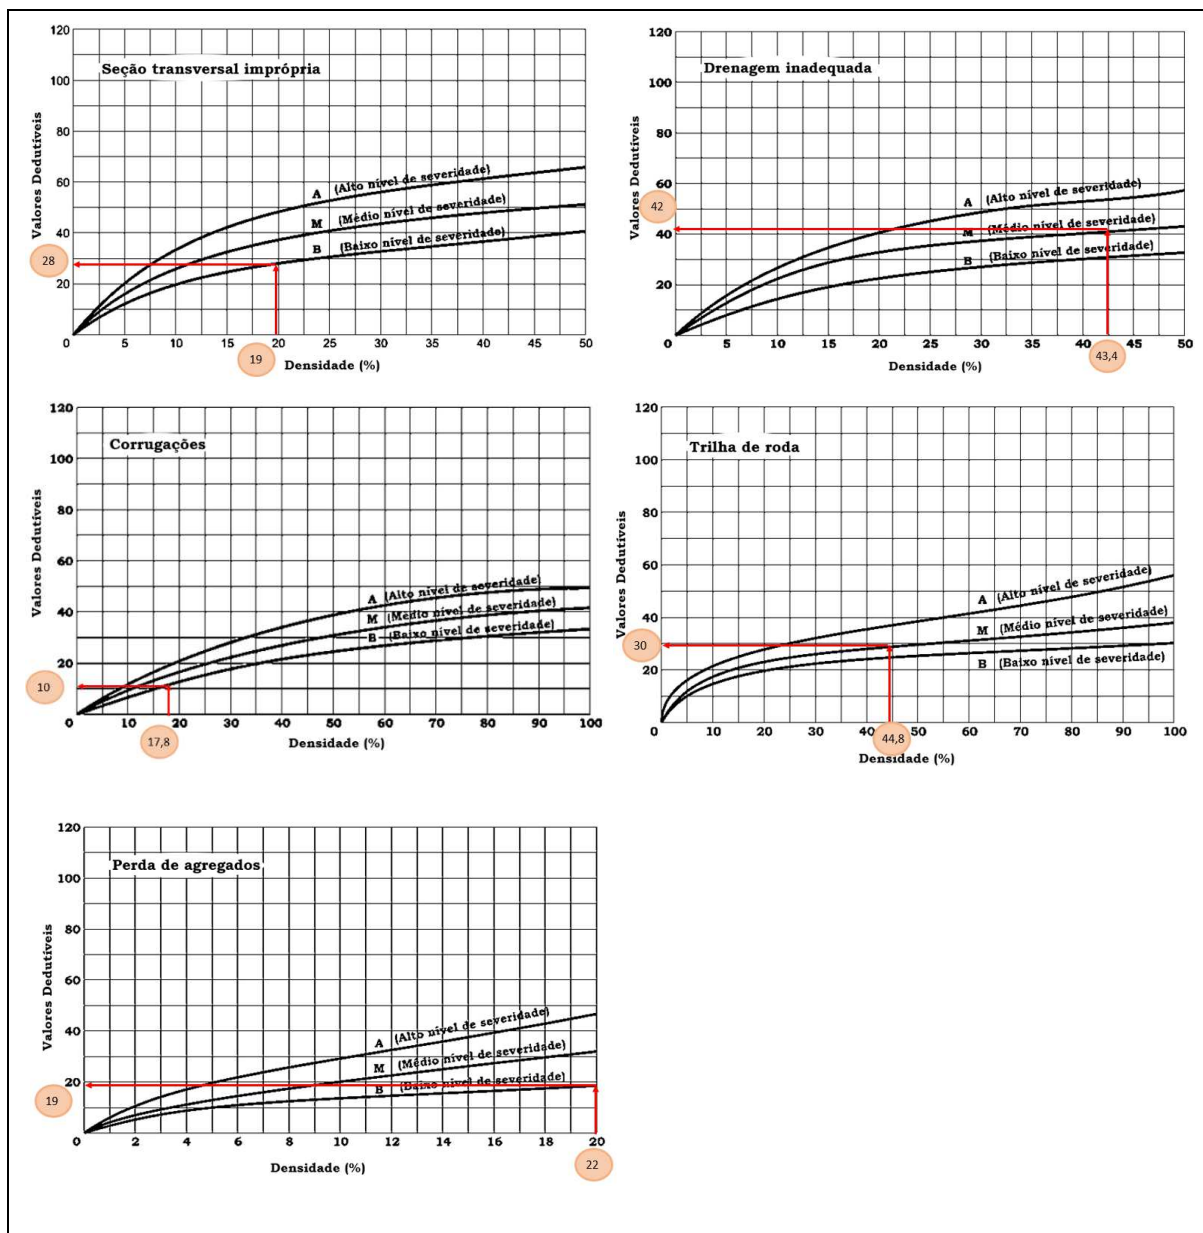 Seção transversal imprópria
Valores Dedutíveis
120
100
80
60
40
20
28
A (Alto nível de severidade)
M (Médio nível de severidade)
B (Baixo nível de severidade)
0 5 10 15 20 25 30 35 40 45 50
19
Densidade (%)
Drenagem inadequada
Valores Dedutíveis
120
100
80
60
40
20
42
A (Alto nível de severidade)
M (Médio nível de severidade)
B (Baixo nível de severidade)
0 5 10 15 20 25 30 35 40 45 50
43,4
Densidade (%)
Corrugações
Valores Dedutíveis
120
100
80
60
40
20
10
A (Alto nível de severidade)
M (Médio nível de severidade)
B (Baixo nível de severidade)
0 10 20 30 40 50 60 70 80 90 100
17,8
Densidade (%)
Trilha de roda
Valores Dedutíveis
120
100
80
60
40
20
30
A (Alto nível de severidade)
M (Médio nível de severidade)
B (Baixo nível de severidade)
0 10 20 30 40 50 60 70 80 90 100
44,8
Densidade (%)
Perda de agregados
Valores Dedutíveis
120
100
80
60
40
20
19
A (Alto nível de severidade)
M (Médio nível de severidade)
B (Baixo nível de severidade)
0 2 4 6 8 10 12 14 16 18 20
22
Densidade (%)